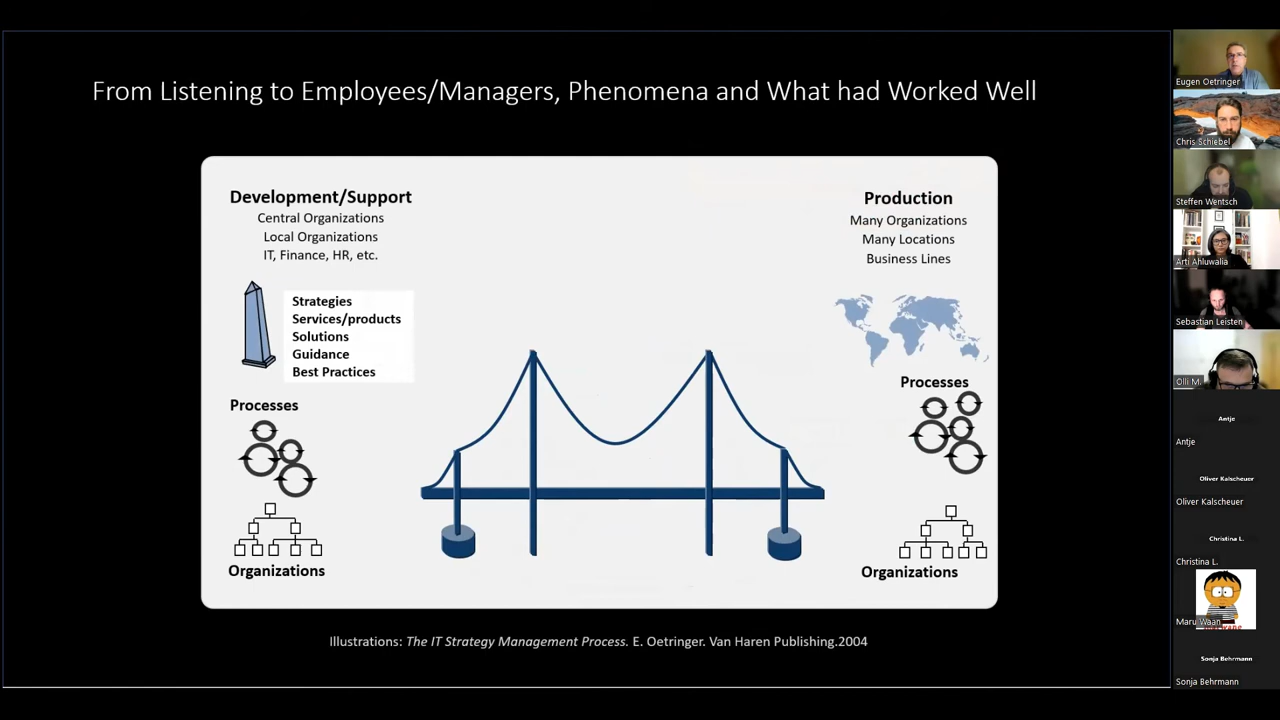 From Listening to Employees/Managers, Phenomena and What had Worked Well
Development/Support
Central Organizations
Local Organizations
IT, Finance, HR, etc.
Strategies
Services/products
Solutions
Guidance
Best Practices
Processes
Organizations
Production
Many Organizations
Many Locations
Business Lines
Processes
Organizations
Illustrations: The IT Strategy Management Process. E. Oetringer. Van Haren Publishing.2004
Eugen Oetringer
Chris Schiebel
Steffen Wentsch
Arti Ahluwalia
Sebastian Leisten
Olli M.
Antje
Antje
Oliver Kalscheuer
Oliver Kalscheuer
Christina L.
Christina L.
Maru Waan
Sonja Behrmann
Sonja Behrmann